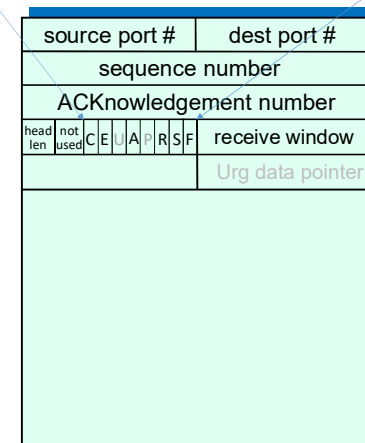 source port # dest port #
sequence number
ACKnowledgement number
head len not used C E U A P R S F receive window
Urg data pointer